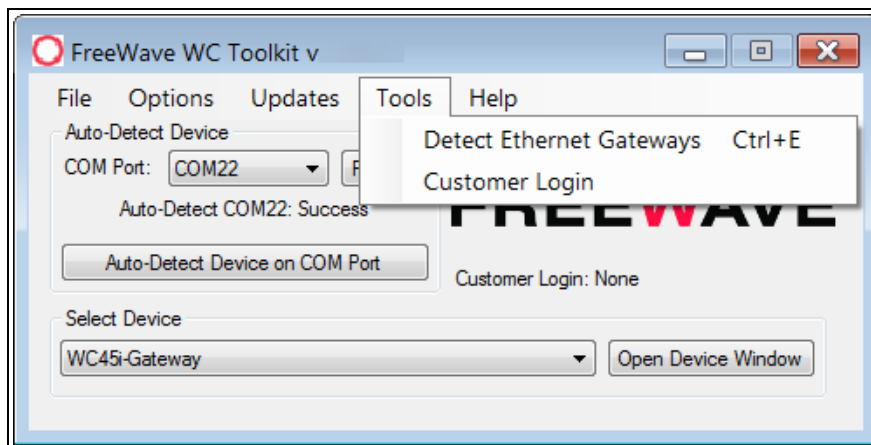 FreeWave WC Toolkit v
File Options Updates Tools Help
Detect Ethernet Gateways Ctrl+E
Customer Login
Auto-Detect Device
COM Port: COM22
Auto-Detect COM22: Success
FREEWAVE
Auto-Detect Device on COM Port
Customer Login: None
Select Device
WC45i-Gateway Open Device Window